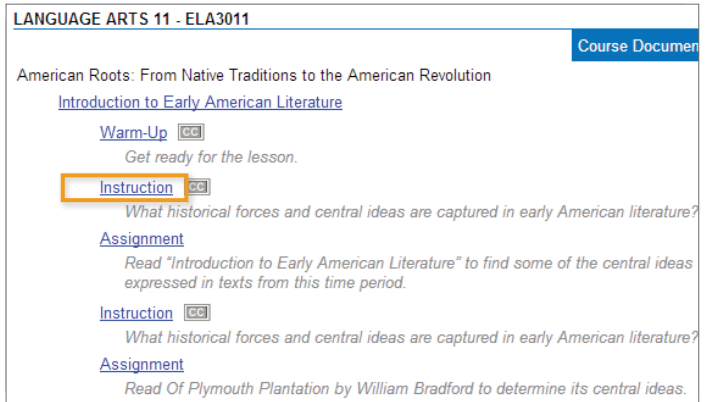 LANGUAGE ARTS 11 - ELA3011
Course Documen
American Roots: From Native Traditions to the American Revolution
Introduction to Early American Literature
Warm-Up CC
Get ready for the lesson.
Instruction CC
What historical forces and central ideas are captured in early American literature?
Assignment
Read “Introduction to Early American Literature” to find some of the central ideas
expressed in texts from this time period.
Instruction CC
What historical forces and central ideas are captured in early American literature?
Assignment
Read Of Plymouth Plantation by William Bradford to determine its central ideas.